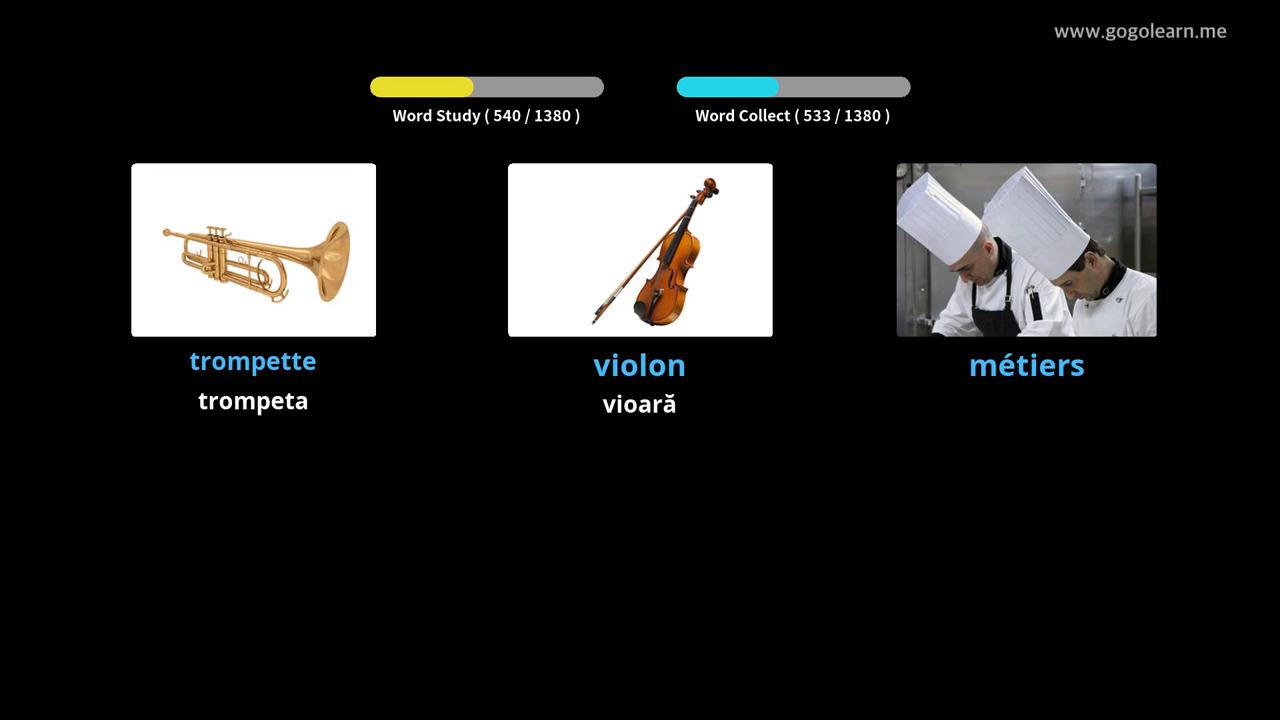 www.gogolearn.me
Word Study ( 540 / 1380 )
Word Collect ( 533 / 1380 )
trompette
trompeta
violon
vioară
métiers